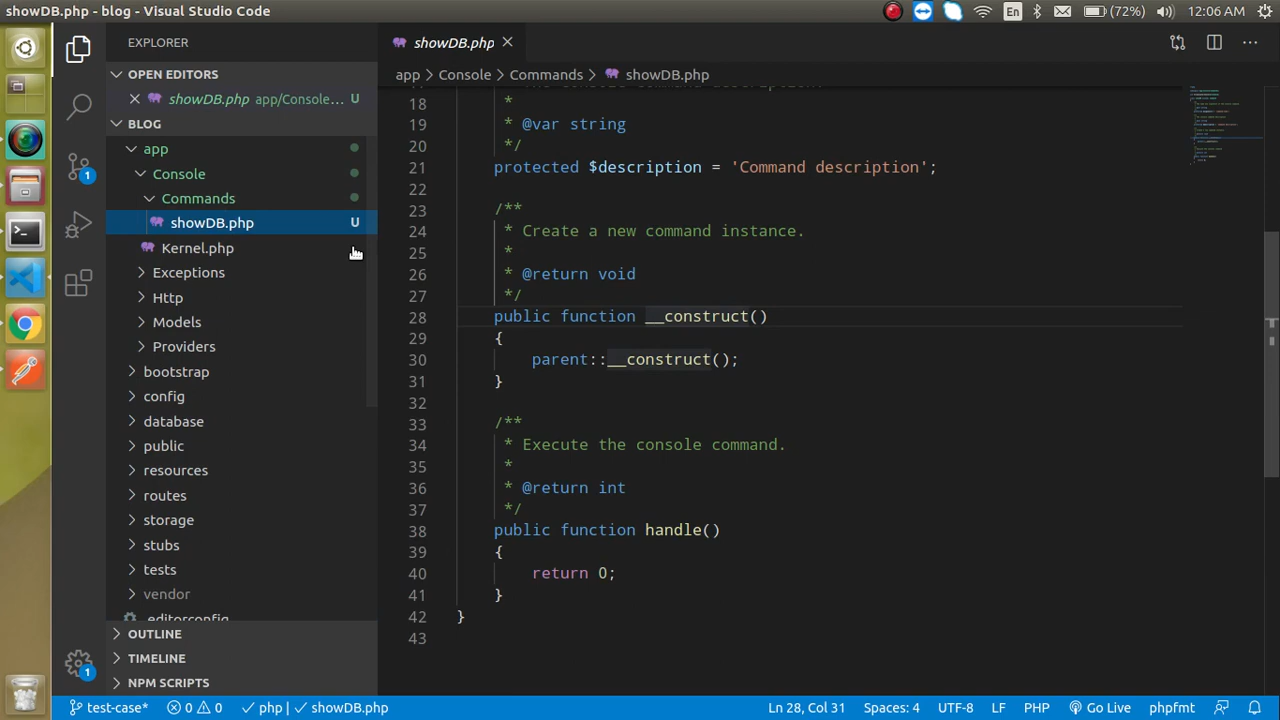 showDB.php - blog - Visual Studio Code
En
(72%)
12:06 AM
EXPLORER
OPEN EDITORS
showDB.php app/Console... U
BLOG
app
Console
Commands
showDB.php U
Kernel.php
Exceptions
Http
Models
Providers
bootstrap
config
database
public
resources
routes
storage
stubs
tests
vendor
.editorconfig
OUTLINE
TIMELINE
NPM SCRIPTS
1
1
showDB.php
app > Console > Commands > showDB.php
18 *
19 * @var string
20 */
21 protected $description = 'Command description';
22
23 /**
24 * Create a new command instance.
25 *
26 * @return void
27 */
28 public function __construct()
29 {
30 parent::__construct();
31 }
32
33 /**
34 * Execute the console command.
35 *
36 * @return int
37 */
38 public function handle()
39 {
40 return 0;
41 }
42 }
43
test-case* 0 0 php | showDB.php Ln 28, Col 31 Spaces: 4 UTF-8 LF PHP Go Live phpfmt